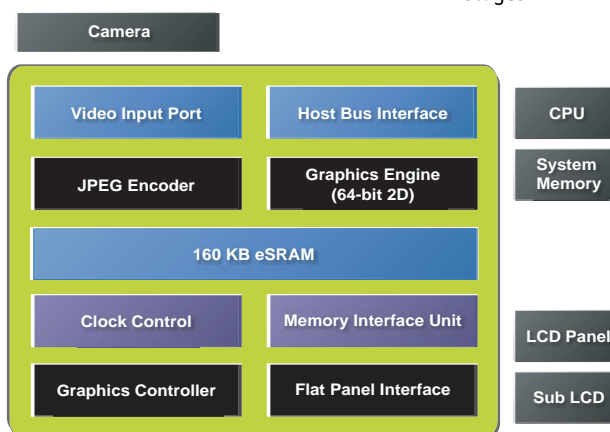 Camera
Video Input Port
Host Bus Interface
CPU
JPEG Encoder
Graphics Engine
(64-bit 2D)
System
Memory
160 KB eSRAM
Clock Control
Memory Interface Unit
LCD Panel
Graphics Controller
Flat Panel Interface
Sub LCD